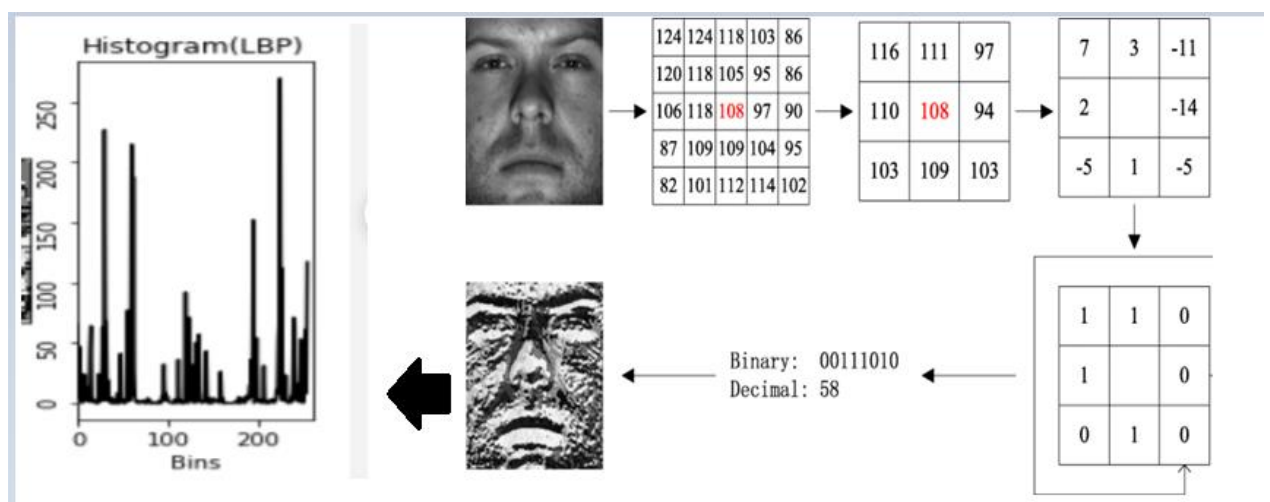 Histogram(LBP)
250
200
150
100
50
0
0 100 200
Bins
124 124 118 103 86
120 118 105 95 86
106 118 108 97 90
87 109 109 104 95
82 101 112 114 102
116 111 97
110 108 94
103 109 103
7 3 -11
2 -14
-5 1 -5
1 1 0
1 0
0 1 0
Binary: 00111010
Decimal: 58